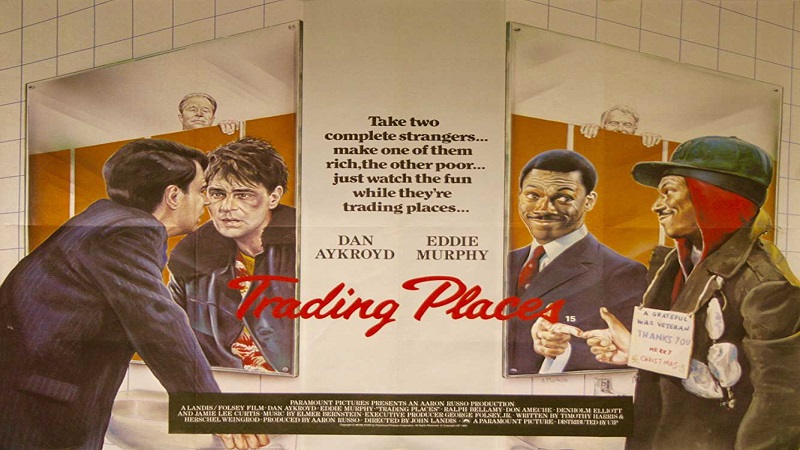 Take two
complete strangers...
make one of them
rich, the other poor...
just watch the fun
while they're
trading places...
DAN
AYKROYD
EDDIE
MURPHY
Trading Places
15
A GRATEFUL
WAR VETERAN
THANKS YOU
MERRY
CHRISTMAS
PARAMOUNT PICTURES PRESENTS AN AARON RUSSO PRODUCTION
A LANDIS/FOLSEY FILM·DAN AYKROYD·EDDIE MURPHY·"TRADING PLACES"·RALPH BELLAMY·DON AMECHE·DENHOLM ELLIOTT
AND JAMIE LEE CURTIS·MUSIC BY ELMER BERNSTEIN·EXECUTIVE PRODUCER GEORGE FOLSEY, JR.·WRITTEN BY TIMOTHY HARRIS &
HERSCHEL WEINGROD·PRODUCED BY AARON RUSSO·DIRECTED BY JOHN LANDIS·A PARAMOUNT PICTURE·DISTRIBUTED BY UIP